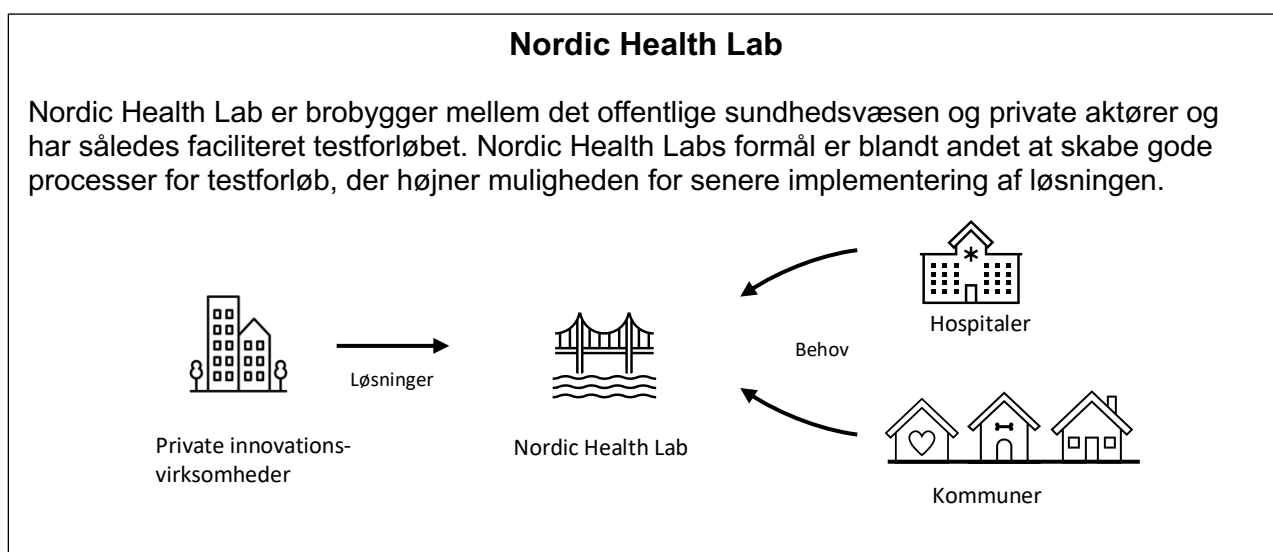 Nordic Health Lab
Nordic Health Lab er brobygger mellem det offentlige sundhedsvæsen og private aktører og
har således faciliteret testforløbet. Nordic Health Labs formål er blandt andet at skabe gode
processer for testforløb, der højner muligheden for senere implementering af løsningen.
Løsninger
Private innovations-
virksomheder
Nordic Health Lab
Behov
Hospitaler
Kommuner